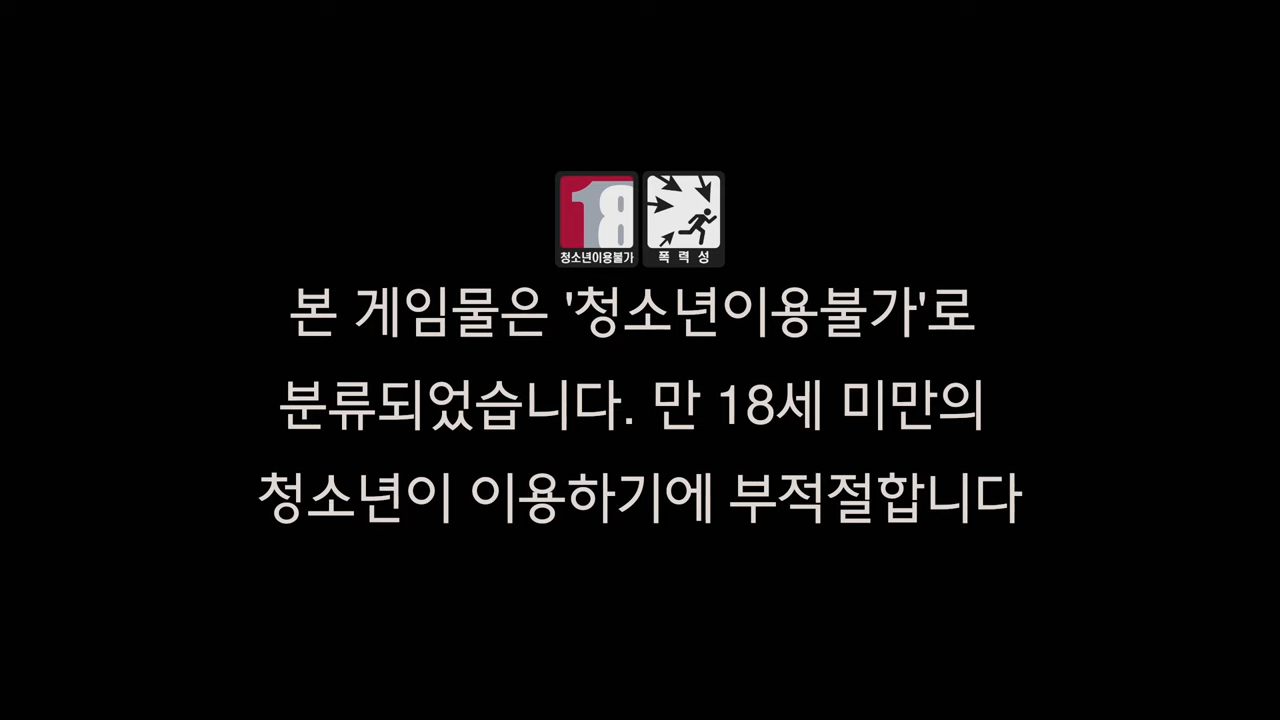 18
청소년이용불가 폭력성
본 게임물은 '청소년이용불가'로
분류되었습니다. 만 18세 미만의
청소년이 이용하기에 부적절합니다